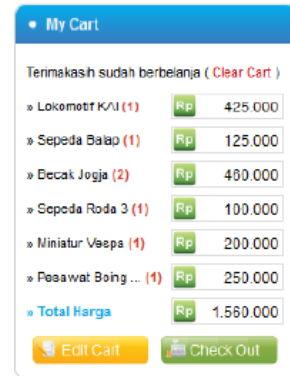 My Cart
Terimakasih sudah berbelanja ( Clear Cart )
» Lokomotif KAI (1) Rp 425.000
» Sepeda Balap (1) Rp 125.000
» Becak Jogja (2) Rp 460.000
» Sepeda Roda 3 (1) Rp 100.000
» Miniatur Vespa (1) Rp 200.000
» Pesawat Boing ... (1) Rp 250.000
» Total Harga Rp 1.560.000
Edit Cart Check Out